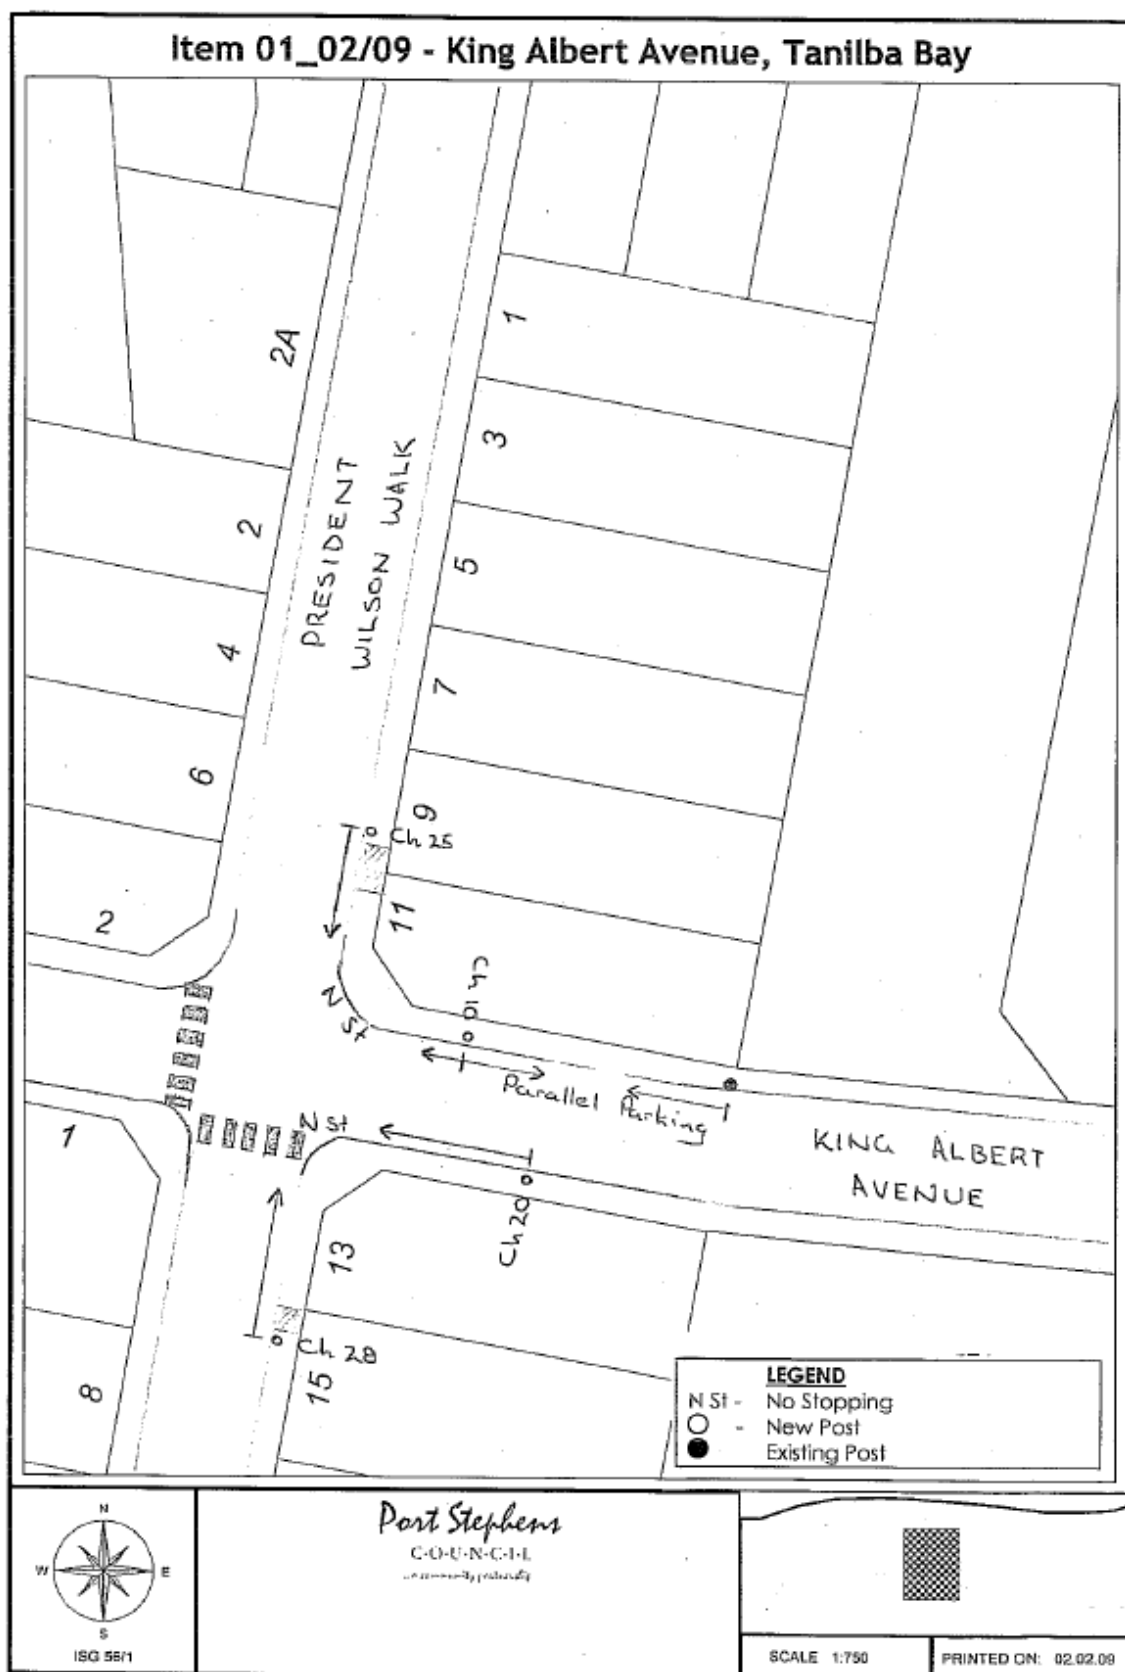 Item 01_02/09 - King Albert Avenue, Tanilba Bay
2A
1
3
PRESIDENT
WILSON WALK
2
5
4
7
6
9
Ch 25
2
11
Ch 10
N St
Parallel Parking
N St
1
KING ALBERT
AVENUE
Ch 20
13
Ch 28
15
8
LEGEND
N St - No Stopping
- New Post
Existing Post
N
W E
S
ISG 56/1
Port Stephens
C·O·U·N·C·I·L
SCALE 1:750
PRINTED ON: 02.02.09